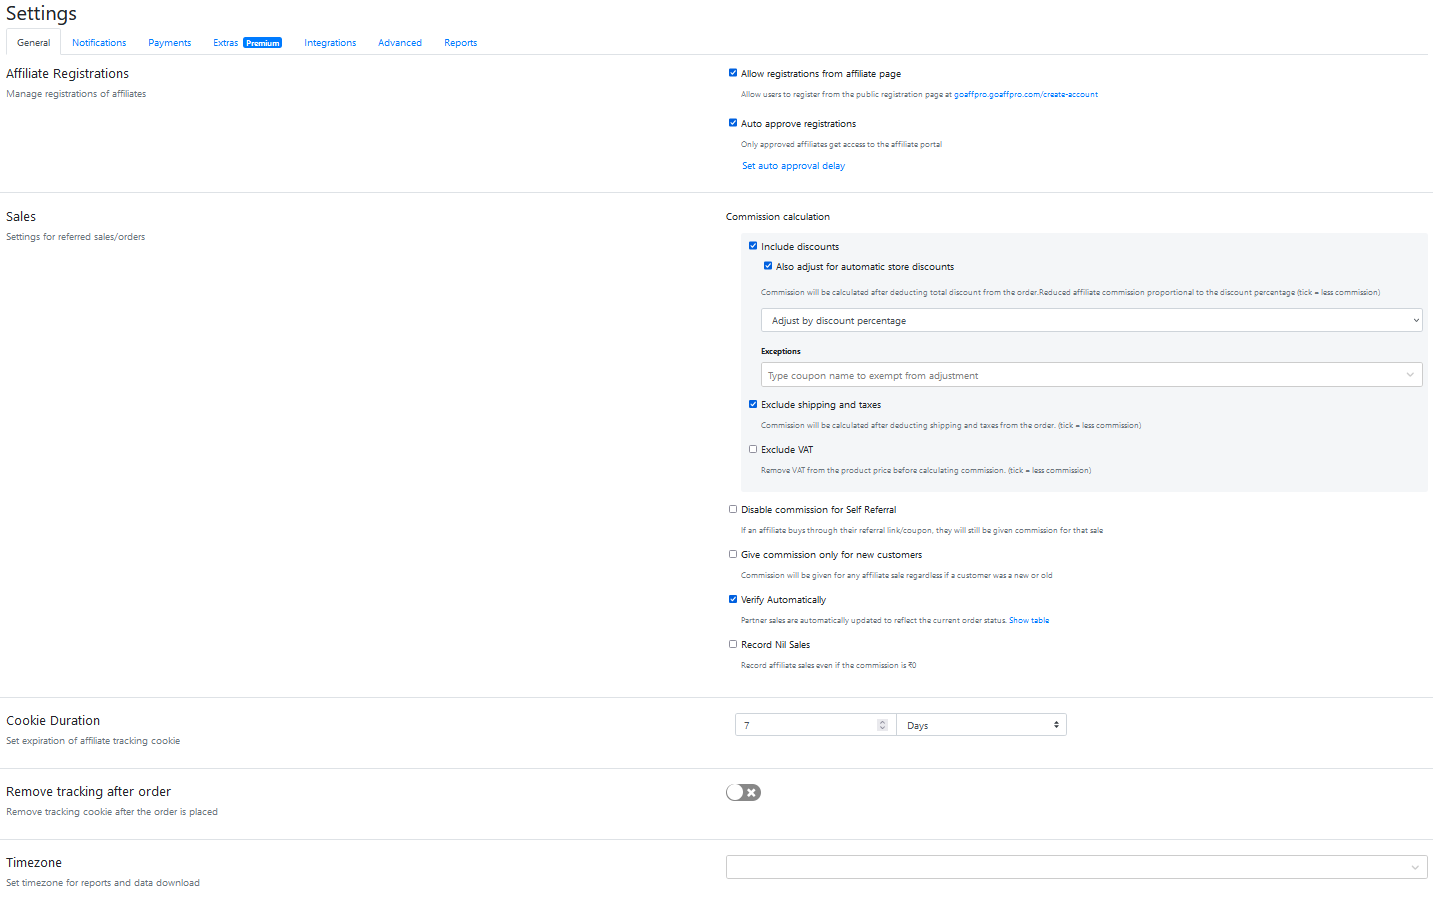 Settings
General Notifications Payments Extras Premium Integrations Advanced Reports
Affiliate Registrations
Manage registrations of affiliates
Allow registrations from affiliate page
Allow users to register from the public registration page at goaffpro.goaffpro.com/create-account
Auto approve registrations
Only approved affiliates get access to the affiliate portal
Set auto approval delay
Sales
Settings for referred sales/orders
Commission calculation
Include discounts
Also adjust for automatic store discounts
Commission will be calculated after deducting total discount from the order.Reduced affiliate commission proportional to the discount percentage (tick = less commission)
Adjust by discount percentage
Exceptions
Type coupon name to exempt from adjustment
Exclude shipping and taxes
Commission will be calculated after deducting shipping and taxes from the order. (tick = less commission)
Exclude VAT
Remove VAT from the product price before calculating commission. (tick = less commission)
Disable commission for Self Referral
If an affiliate buys through their referral link/coupon, they will still be given commission for that sale
Give commission only for new customers
Commission will be given for any affiliate sale regardless if a customer was a new or old
Verify Automatically
Partner sales are automatically updated to reflect the current order status. Show table
Record Nil Sales
Record affiliate sales even if the commission is ₹0
Cookie Duration
Set expiration of affiliate tracking cookie
7 Days
Remove tracking after order
Remove tracking cookie after the order is placed
Timezone
Set timezone for reports and data download